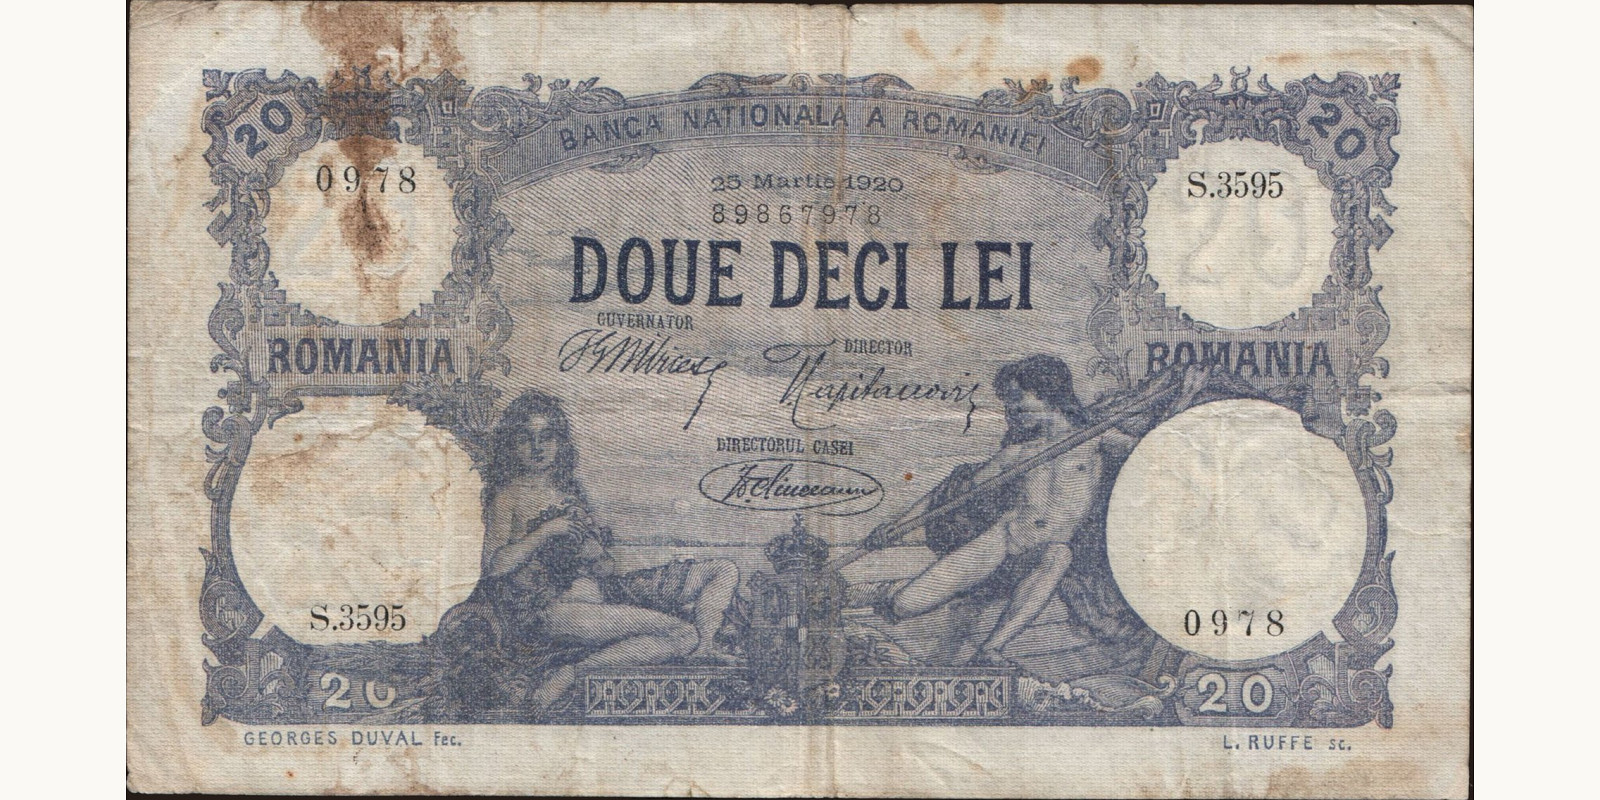 20
20
BANCA NATIONALA A ROMANIEI
0978
25 Martie 1920
S.3595
89867978
DOUE DECI LEI
GUVERNATOR
DIRECTOR
ROMANIA
ROMANIA
DIRECTORUL CASEI
S.3595
0978
20
20
GEORGES DUVAL Fec.
L. RUFFE sc.